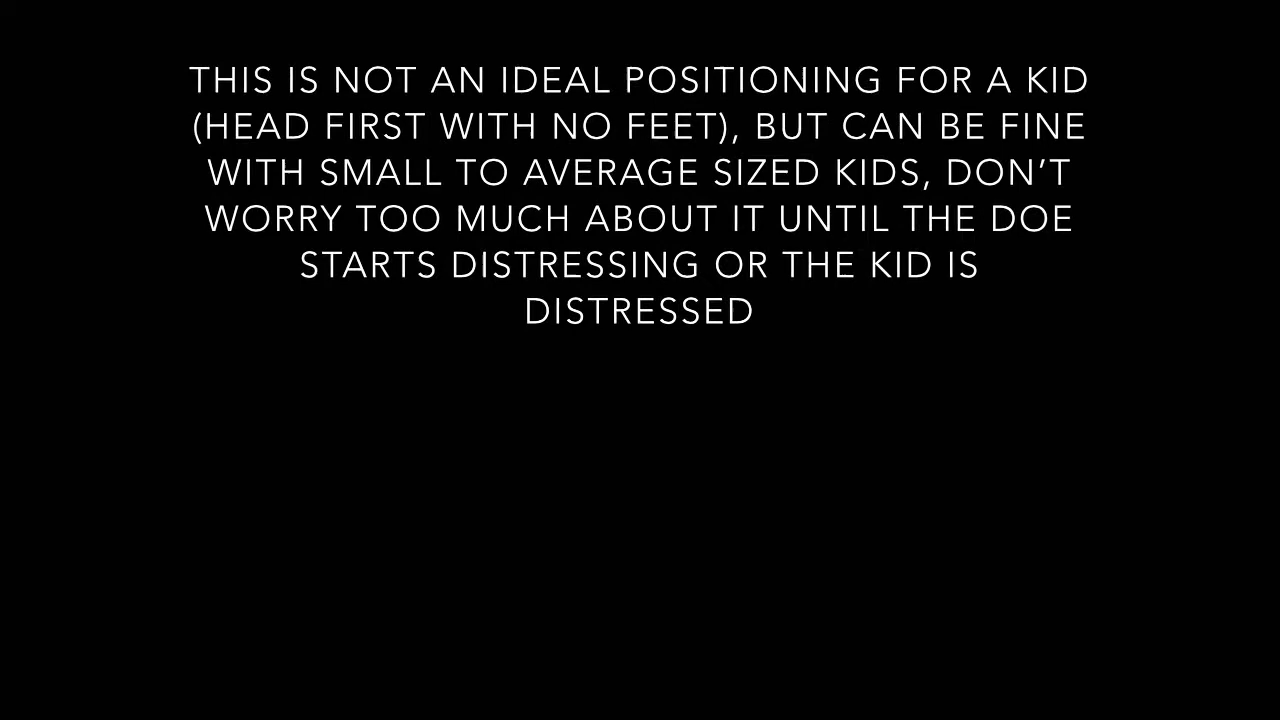 THIS IS NOT AN IDEAL POSITIONING FOR A KID
(HEAD FIRST WITH NO FEET), BUT CAN BE FINE
WITH SMALL TO AVERAGE SIZED KIDS, DON’T
WORRY TOO MUCH ABOUT IT UNTIL THE DOE
STARTS DISTRESSING OR THE KID IS
DISTRESSED